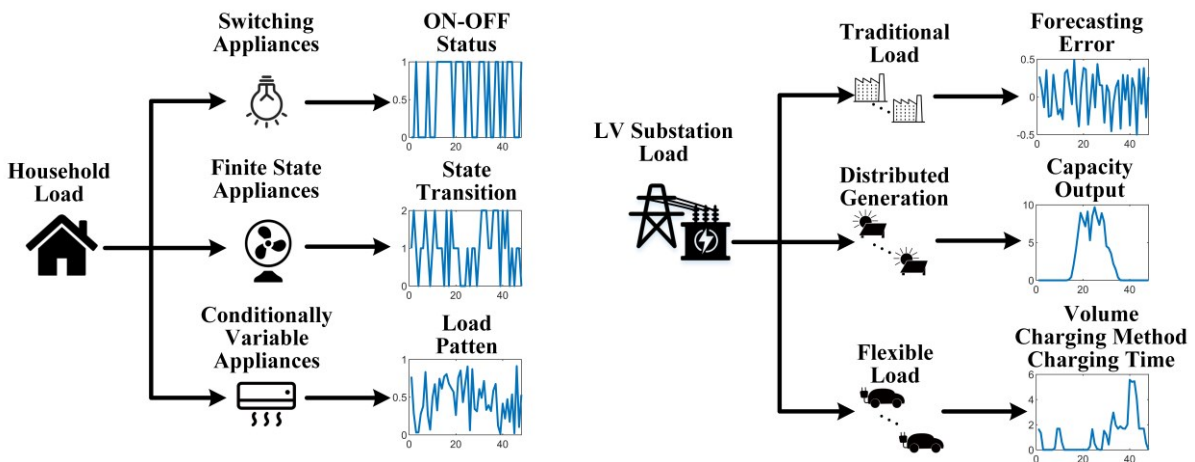 Household
Load
Switching
Appliances
ON-OFF
Status
1
0.5
0
0 20 40
Finite State
Appliances
State
Transition
2
1
0
0 20 40
Conditionally
Variable
Appliances
Load
Patten
1
0.5
0
0 20 40
LV Substation
Load
Traditional
Load
Forecasting
Error
0.5
0
-0.5
0 20 40
Distributed
Generation
Capacity
Output
10
5
0
0 20 40
Flexible
Load
Volume
Charging Method
Charging Time
6
4
2
0
0 20 40